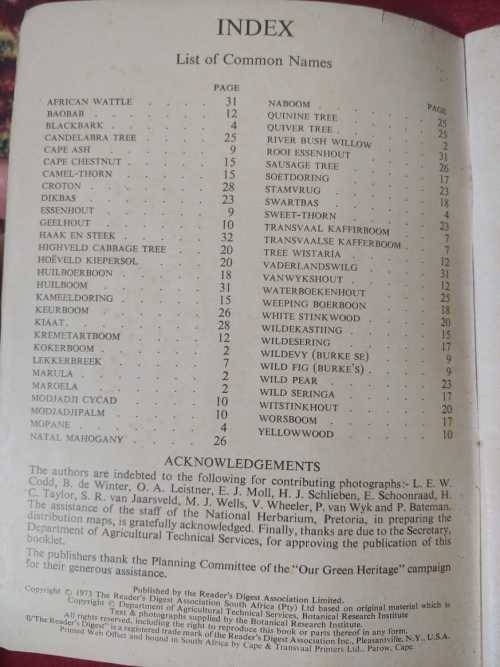 INDEX
List of Common Names
PAGE
AFRICAN WATTLE 31
BAOBAB 12
BLACKBARK 4
CANDELABRA TREE 25
CAPE ASH 9
CAPE CHESTNUT 15
CAMEL-THORN 15
CROTON 28
DIKBAS 23
ESSENHOUT 9
GEELHOUT 10
HAAK EN STEEK 32
HIGHVELD CABBAGE TREE 20
HOËVELD KIEPERSOL 20
HUILBOERBOON 18
HUILBOOM 31
KAMEELDORING 15
KEURBOOM 26
KIAAT 28
KREMETARTBOOM 12
KOKERBOOM 2
LEKKERBREEK 7
MARULA 2
MAROELA 2
MODJADJI CYCAD 10
MODJADJIPALM 10
MOPANE 4
NATAL MAHOGANY 26
PAGE
NABOOM 25
QUININE TREE 25
QUIVER TREE 2
RIVER BUSH WILLOW 31
ROOI ESSENHOUT 26
SAUSAGE TREE 17
SOETDORING 23
STAMVRUG 18
SWARTBAS 4
SWEET-THORN 23
TRANSVAAL KAFFIRBOOM 7
TRANSVAALSE KAFFERBOOM 7
TREE WISTARIA 12
VADERLANDSWILG 31
VANWYKSHOUT 12
WATERBOEKENHOUT 25
WEEPING BOERBOON 18
WHITE STINKWOOD 20
WILDEKASTIING 15
WILDESERING 17
WILDEVY (BURKE SE) 9
WILD FIG (BURKE'S) 9
WILD PEAR 23
WILD SERINGA 17
WITSTINKHOUT 20
WORSBOOM 17
YELLOWWOOD 10
ACKNOWLEDGEMENTS
The authors are indebted to the following for contributing photographs:- L. E. W.
Codd, B. de Winter, O. A. Leistner, E. J. Moll, H. J. Schlieben, E. Schoonraad, H.
C. Taylor, S. R. van Jaarsveld, M. J. Wells, V. Wheeler, P. van Wyk and P. Bateman.
The assistance of the staff of the National Herbarium, Pretoria, in preparing the
distribution maps, is gratefully acknowledged. Finally, thanks are due to the Secretary,
Department of Agricultural Technical Services, for approving the publication of this
booklet.
The publishers thank the Planning Committee of the "Our Green Heritage" campaign
for their generous assistance.
Published by the Reader's Digest Association Limited.
Copyright © 1973 The Reader's Digest Association South Africa (Pty) Ltd based on original material which is
Copyright © Department of Agricultural Technical Services, Botanical Research Institute
Text & photographs supplied by the Botanical Research Institute.
All rights reserved, including the right to reproduce this book or parts thereof in any form.
®"The Reader's Digest" is a registered trade mark of the Reader's Digest Association Inc., Pleasantville, N.Y., U.S.A.
Printed Web Offset and bound in South Africa by Cape & Transvaal Printers Ltd., Parow, Cape.